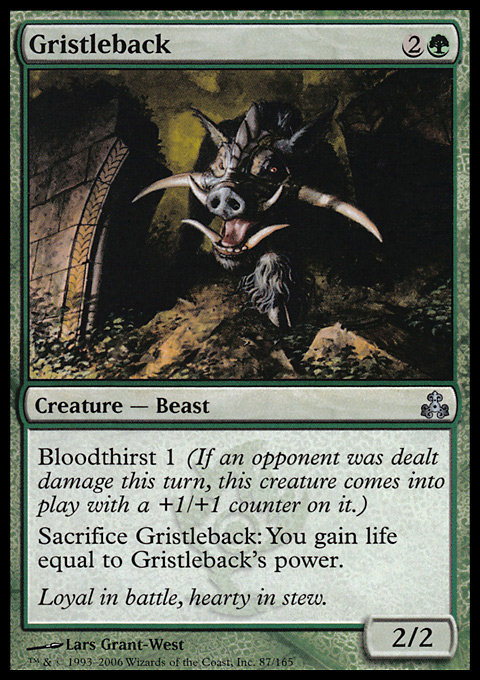 Gristleback 2
Creature — Beast
Bloodthirst 1 (If an opponent was dealt
damage this turn, this creature comes into
play with a +1/+1 counter on it.)
Sacrifice Gristleback: You gain life
equal to Gristleback's power.
Loyal in battle, hearty in stew.
2/2
Lars Grant-West
™ & © 1993–2006 Wizards of the Coast, Inc. 87/165